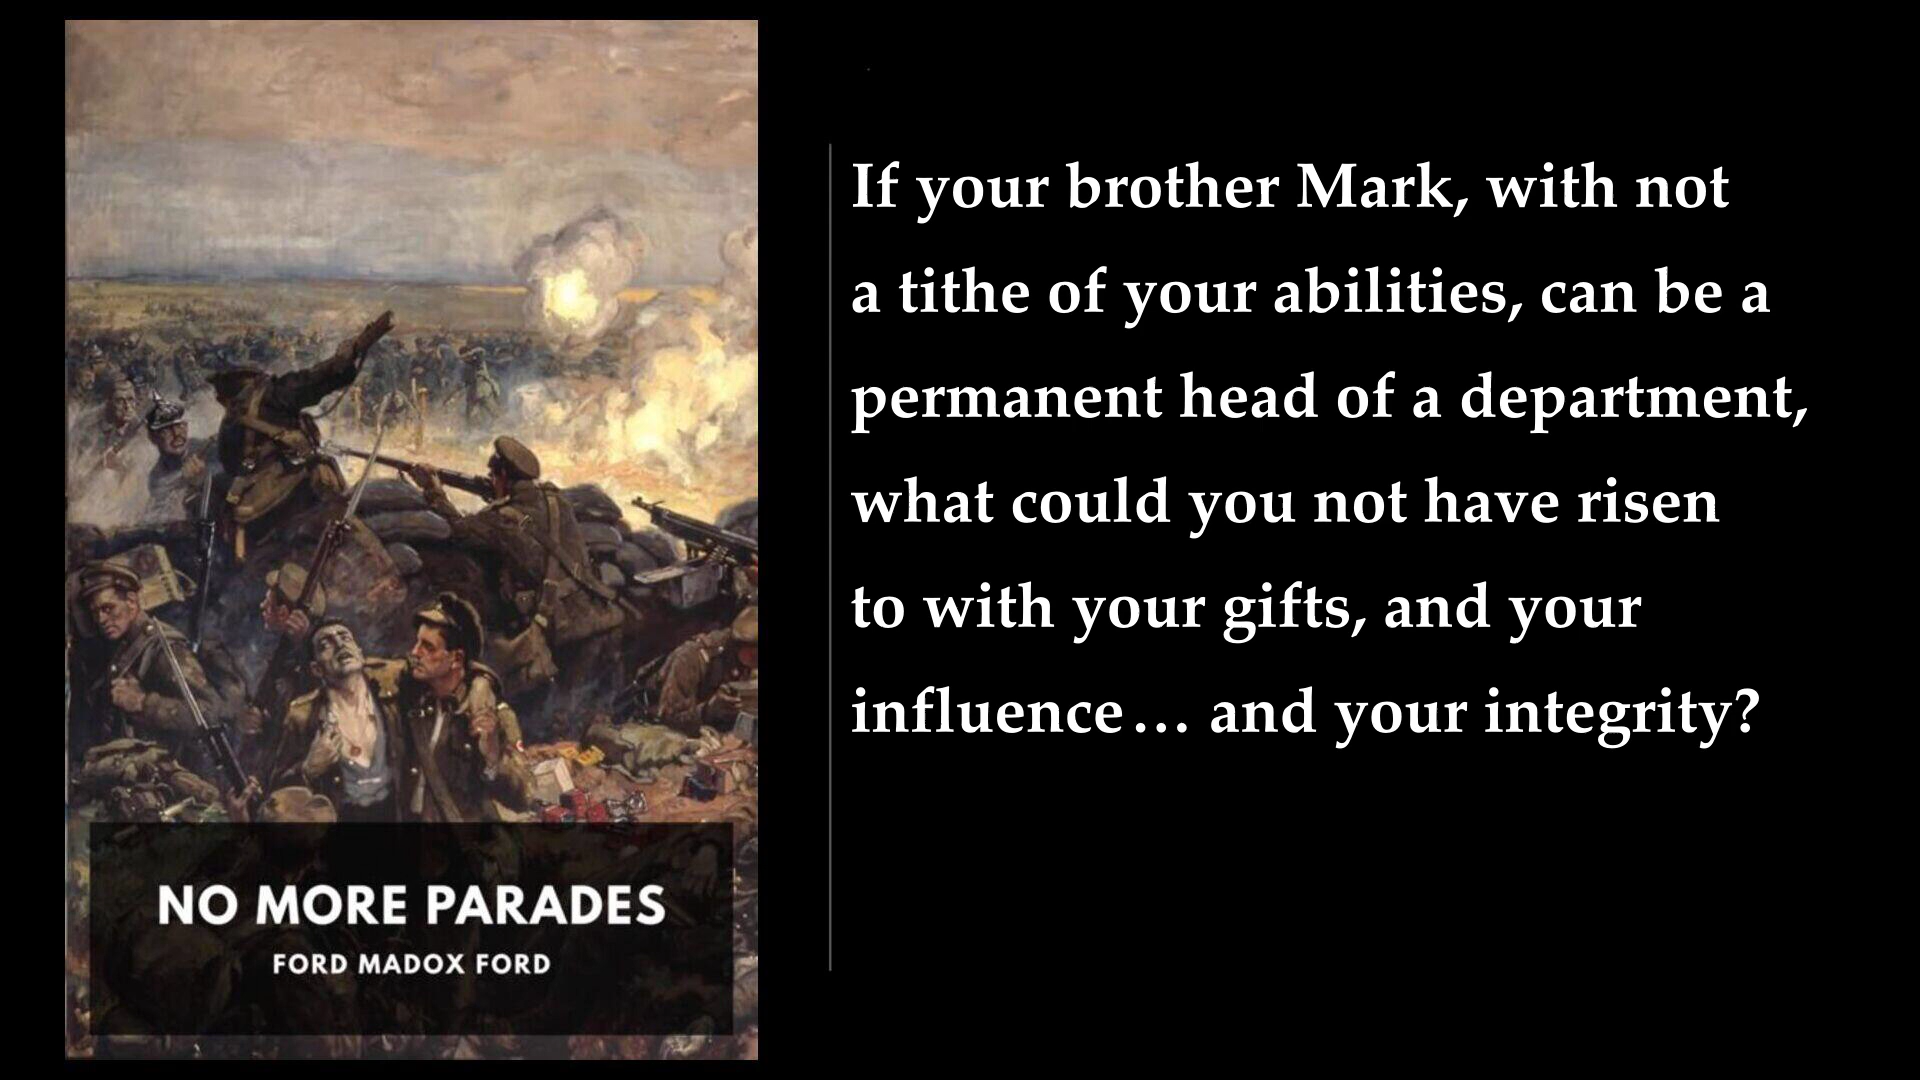 If your brother Mark, with not
a tithe of your abilities, can be a
permanent head of a department,
what could you not have risen
to with your gifts, and your
influence… and your integrity?
NO MORE PARADES
FORD MADOX FORD